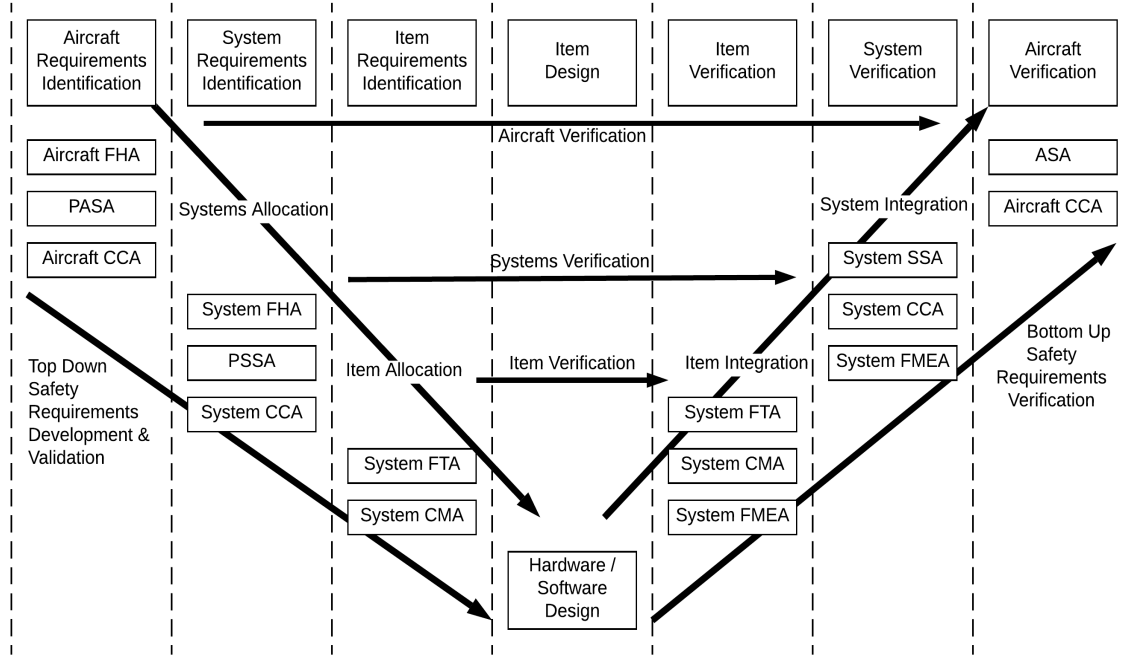 Aircraft
Requirements
Identification
System
Requirements
Identification
Item
Requirements
Identification
Item
Design
Item
Verification
System
Verification
Aircraft
Verification
Aircraft Verification
Aircraft FHA
PASA
Aircraft CCA
Systems Allocation
System Integration
ASA
Aircraft CCA
Systems Verification
System SSA
System FHA
PSSA
System CCA
System CCA
System FMEA
Item Allocation
Item Verification
Item Integration
Top Down
Safety
Requirements
Development &
Validation
Bottom Up
Safety
Requirements
Verification
System FTA
System CMA
System FTA
System CMA
System FMEA
Hardware /
Software
Design